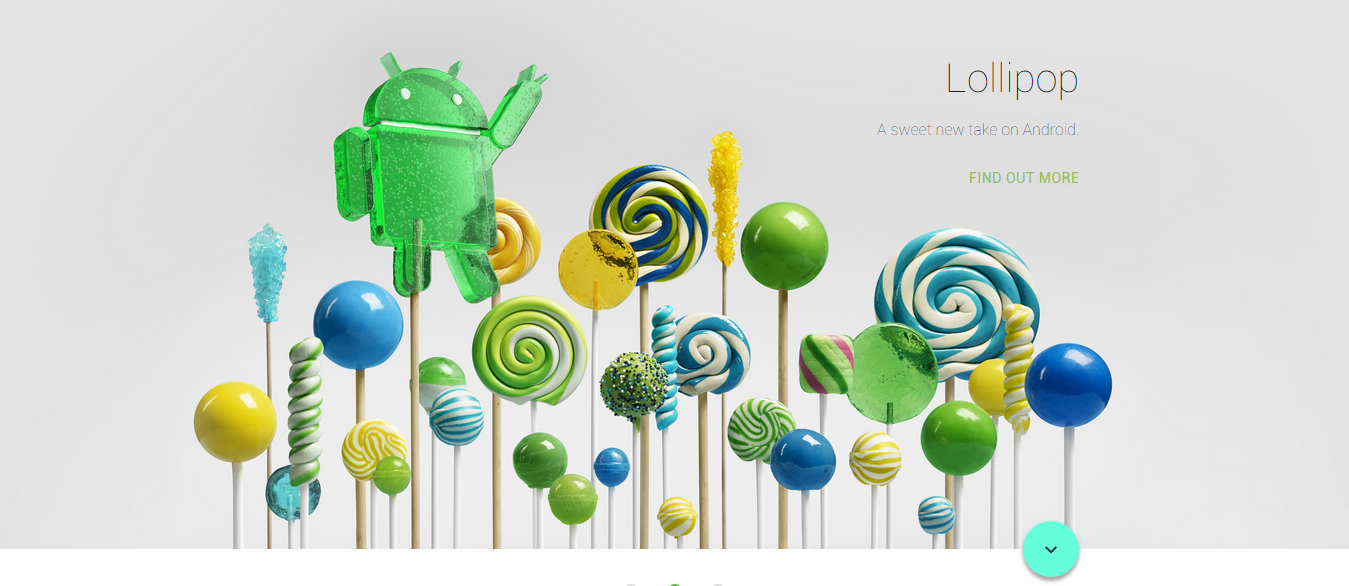 Lollipop
A sweet new take on Android.
FIND OUT MORE